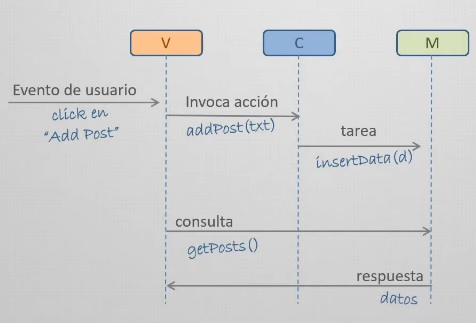 V
C
M
Evento de usuario
click en
"Add Post"
Invoca acción
addPost(txt)
tarea
insertData(d)
consulta
getPosts()
respuesta
datos